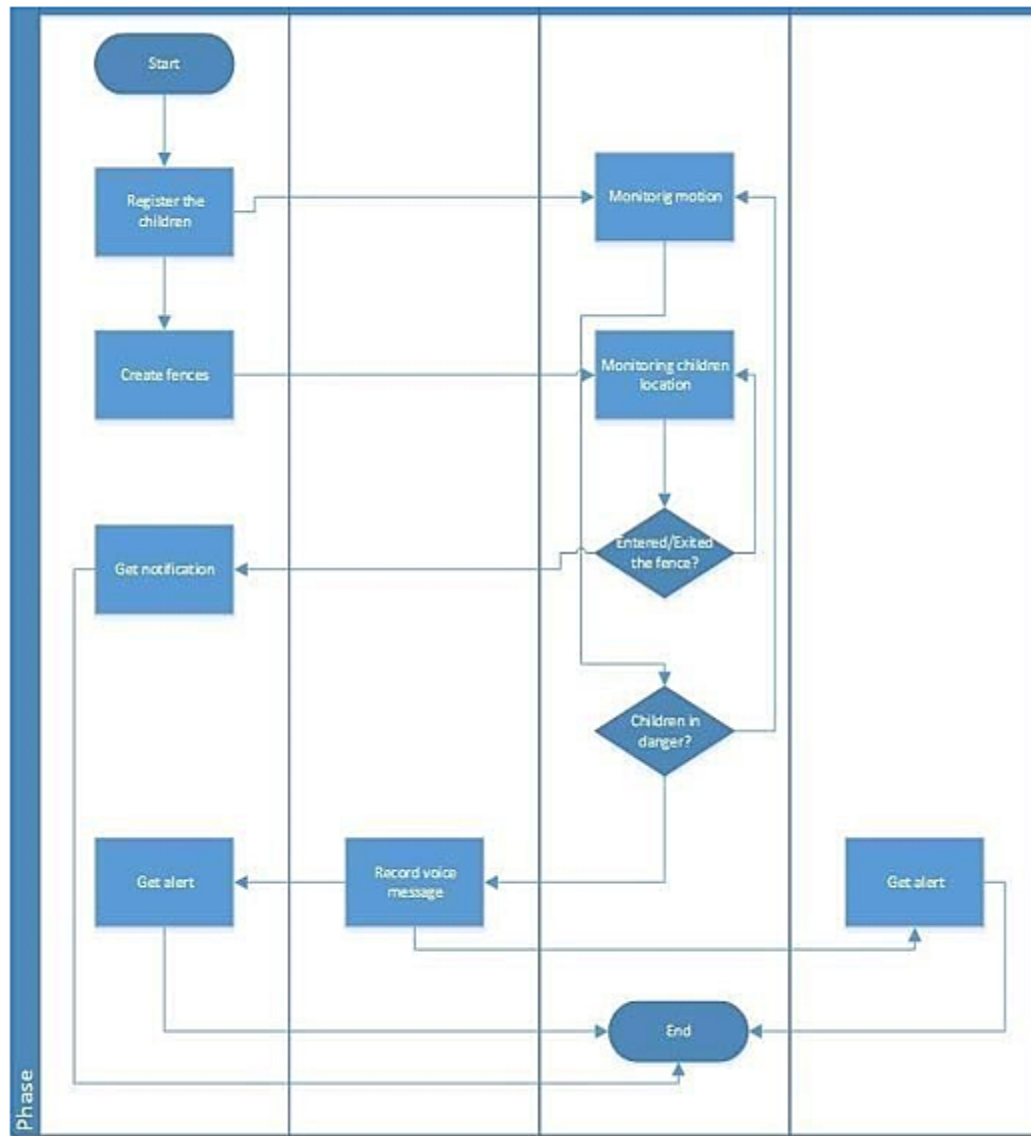 Start
Register the
children
Monitorig motion
Create fences
Monitoring children
location
Entered/Exited
the fence?
Get notification
Children in
danger?
Get alert
Record voice
message
Get alert
End
Phase